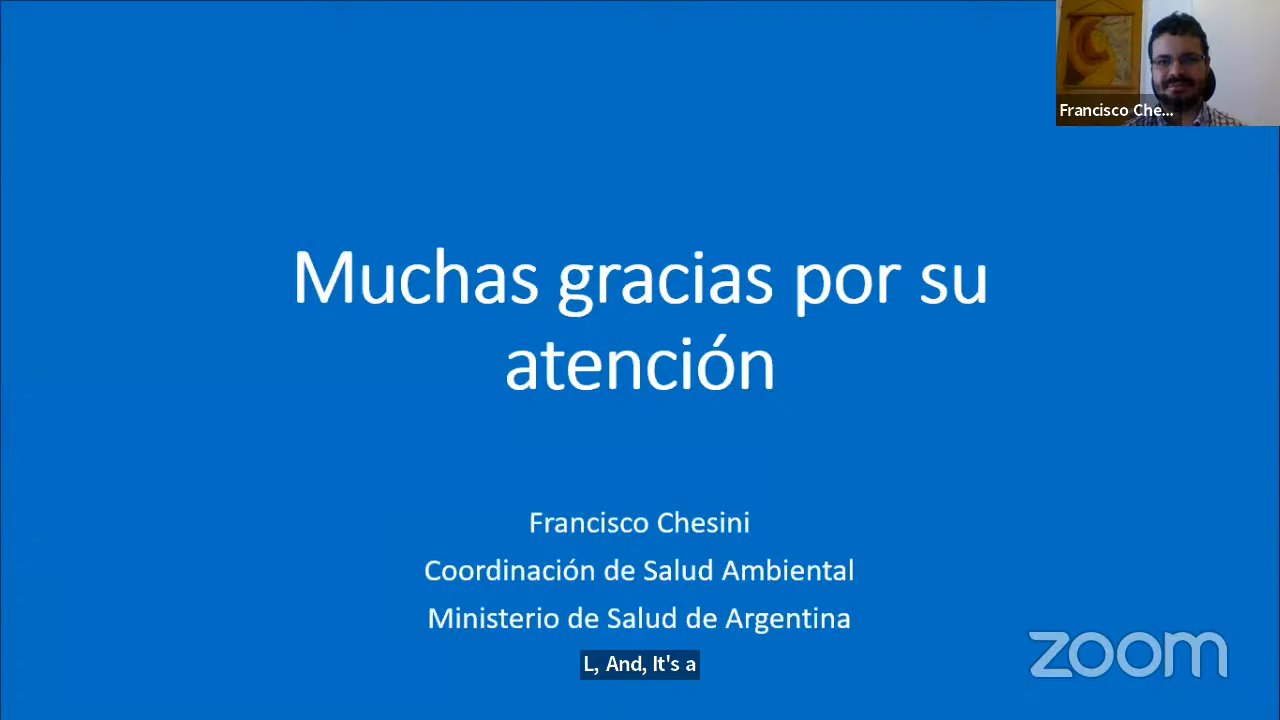 Francisco Che...
Muchas gracias por su
atención
Francisco Chesini
Coordinación de Salud Ambiental
Ministerio de Salud de Argentina
L, And, It's a
zoom